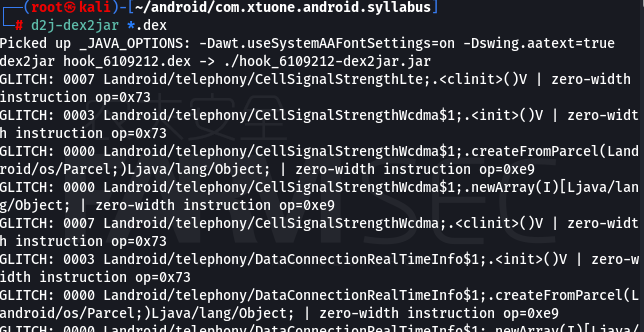 (root㉿kali)-[~/android/com.xtuone.android.syllabus]
# d2j-dex2jar *.dex
Picked up _JAVA_OPTIONS: -Dawt.useSystemAAFontSettings=on -Dswing.aatext=true
dex2jar hook_6109212.dex -> ./hook_6109212-dex2jar.jar
GLITCH: 0007 Landroid/telephony/CellSignalStrengthLte;.<clinit>()V | zero-width
instruction op=0x73
GLITCH: 0003 Landroid/telephony/CellSignalStrengthWcdma$1;.<init>()V | zero-widt
h instruction op=0x73
GLITCH: 0000 Landroid/telephony/CellSignalStrengthWcdma$1;.createFromParcel(Land
roid/os/Parcel;)Ljava/lang/Object; | zero-width instruction op=0xe9
GLITCH: 0000 Landroid/telephony/CellSignalStrengthWcdma$1;.newArray(I)[Ljava/lan
g/Object; | zero-width instruction op=0xe9
GLITCH: 0007 Landroid/telephony/CellSignalStrengthWcdma;.<clinit>()V | zero-widt
h instruction op=0x73
GLITCH: 0003 Landroid/telephony/DataConnectionRealTimeInfo$1;.<init>()V | zero-w
idth instruction op=0x73
GLITCH: 0000 Landroid/telephony/DataConnectionRealTimeInfo$1;.createFromParcel(L
android/os/Parcel;)Ljava/lang/Object; | zero-width instruction op=0xe9
GLITCH: 0000 Landroid/telephony/DataConnectionRealTimeInfo$1;.newArray(I)[Ljava/